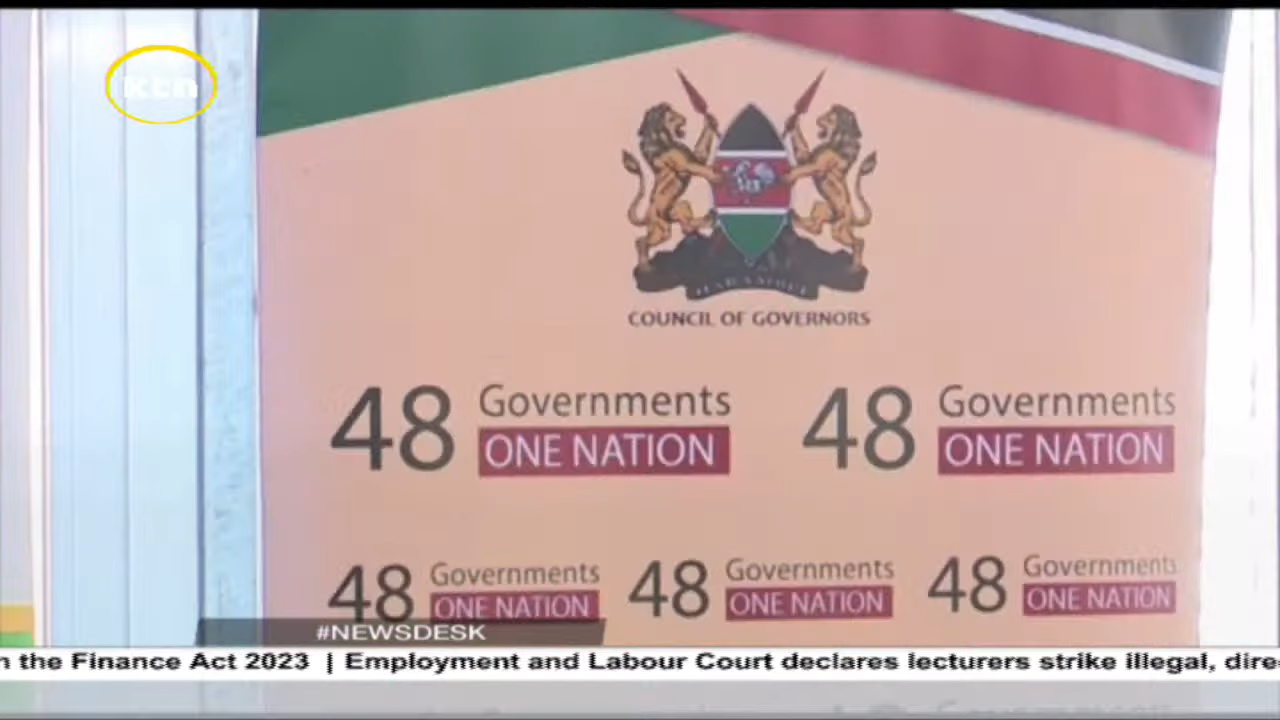 ktn
COUNCIL OF GOVERNORS
48 Governments 48 Governments
ONE NATION ONE NATION
48 Governments 48 Governments 48 Governments
ONE NATION ONE NATION ONE NATION
#NEWSDESK
n the Finance Act 2023 | Employment and Labour Court declares lecturers strike illegal, dire